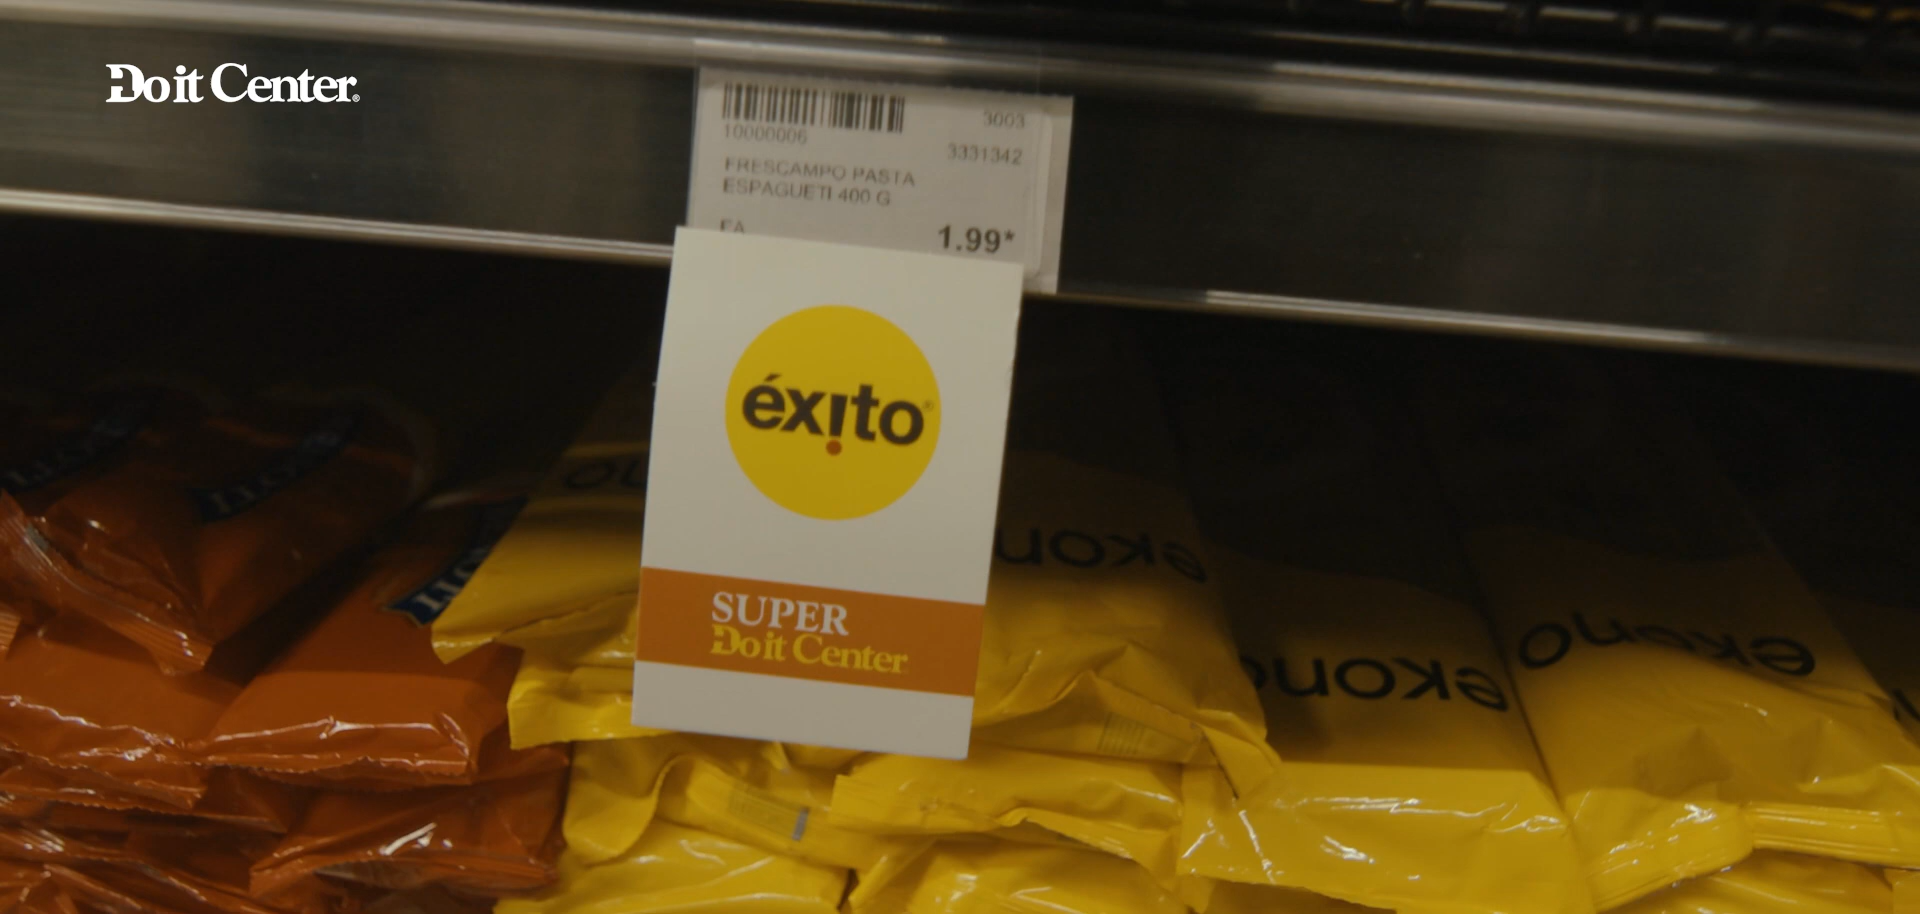 Do it Center®
10000006 3003
3331342
FRESCAMPO PASTA
ESPAGUETI 400 G
EA 1.99*
éxito®
SUPER
Do it Center
ekono
ekono
ekono